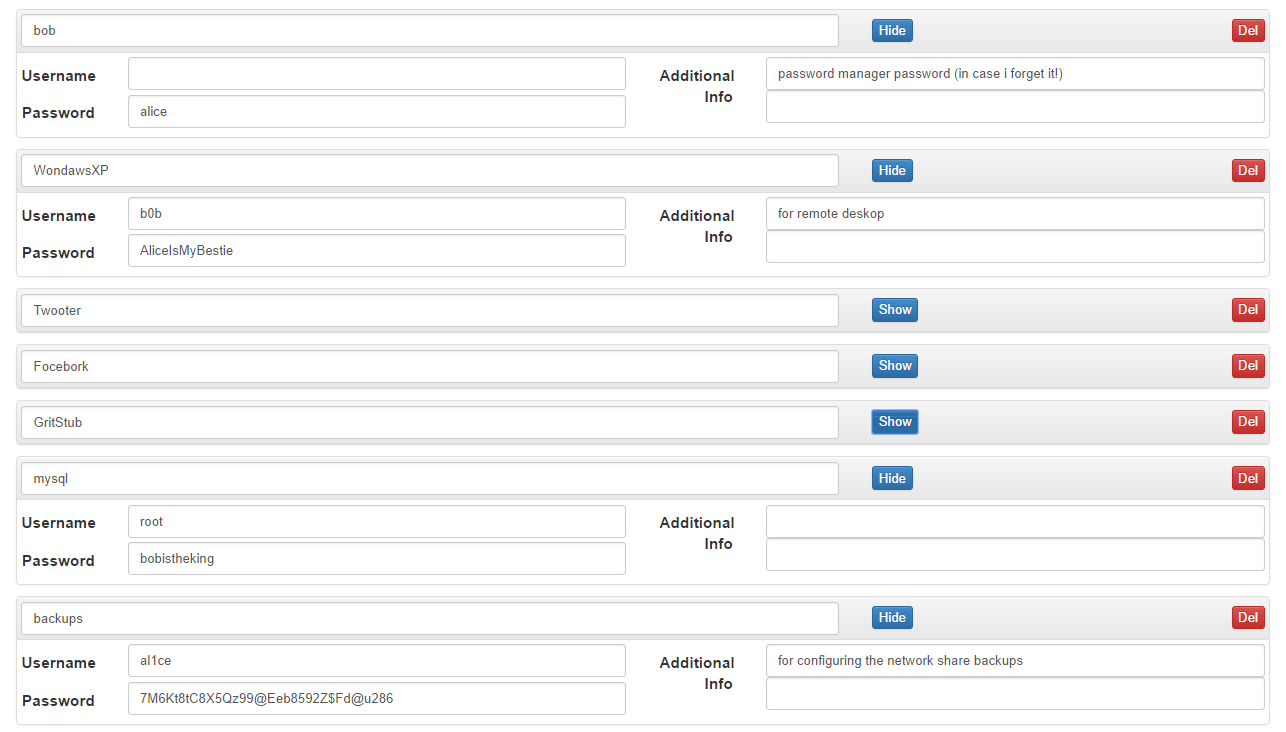 bob Hide Del
Username Additional Info password manager password (in case i forget it!)
Password alice
WondawsXP Hide Del
Username b0b Additional Info for remote deskop
Password AliceIsMyBestie
Twooter Show Del
Focebork Show Del
GritStub Show Del
mysql Hide Del
Username root Additional Info
Password bobistheking
backups Hide Del
Username al1ce Additional Info for configuring the network share backups
Password 7M6Kt8tC8X5Qz99@Eeb8592Z$Fd@u286